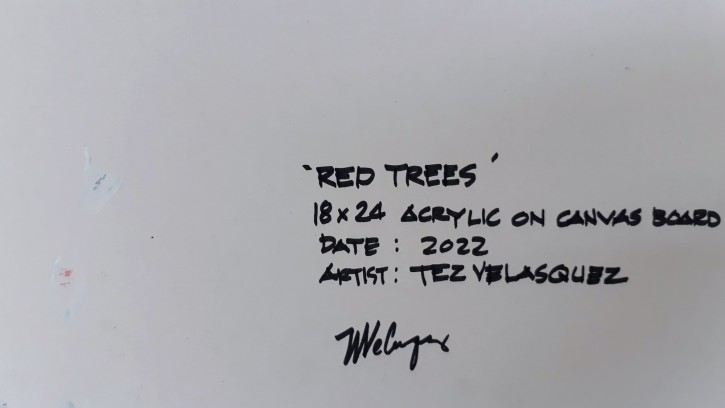 'RED TREES'
18 x 24 ACRYLIC ON CANVAS BOARD
DATE : 2022
ARTIST : TEZ VELASQUEZ